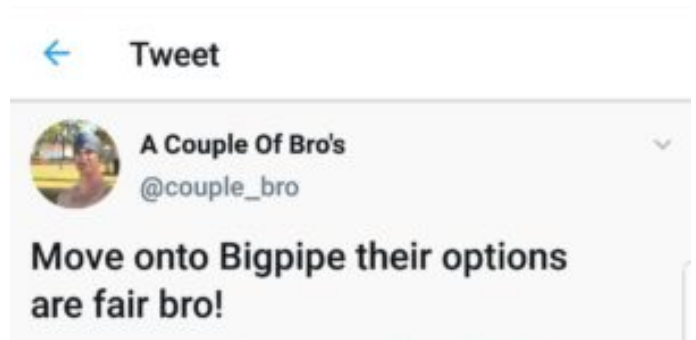 Tweet
A Couple Of Bro's
@couple_bro
Move onto Bigpipe their options
are fair bro!